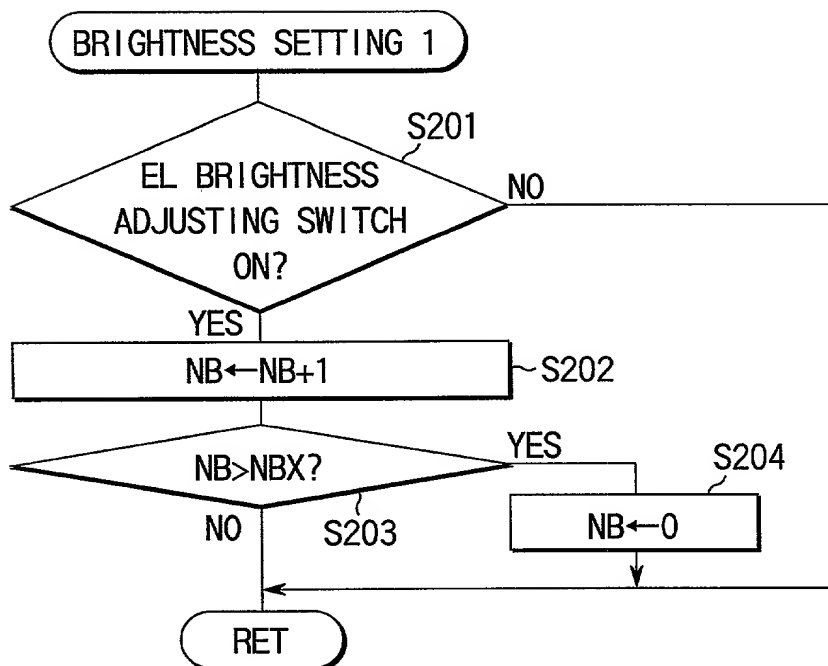 BRIGHTNESS SETTING 1
S201
EL BRIGHTNESS
ADJUSTING SWITCH
ON?
NO
YES
NB←NB+1
S202
NB>NBX?
YES
S204
NO
S203
NB←0
RET